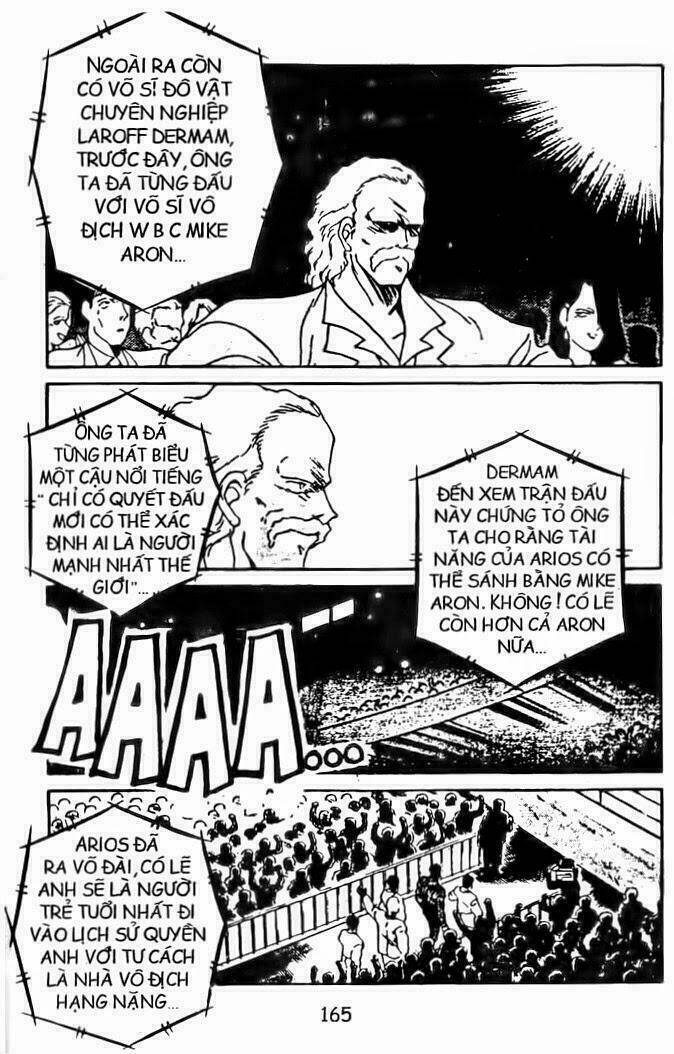 NGOÀI RA CÒN
CÓ VÕ SĨ ĐÔ VẬT
CHUYÊN NGHIỆP
LAROFF DERMAM,
TRƯỚC ĐÂY, ÔNG
TA ĐÃ TỪNG ĐẤU
VỚI VÕ SĨ VÔ
ĐỊCH W B C MIKE
ARON...
ÔNG TA ĐÃ
TỪNG PHÁT BIỂU
MỘT CẬU NỔI TIẾNG
"CHỈ CÓ QUYẾT ĐẤU
MỚI CÓ THỂ XÁC
ĐỊNH AI LÀ NGƯỜI
MẠNH NHẤT THẾ
GIỚI"...
DERMAM
ĐẾN XEM TRẬN ĐẤU
NÀY CHỨNG TỎ ÔNG
TA CHO RẰNG TÀI
NĂNG CỦA ARIOS CÓ
THỂ SÁNH BẰNG MIKE
ARON. KHÔNG! CÓ LẼ
CÒN HƠN CẢ ARON
NỮA...
AAAA...
ARIOS ĐÃ
RA VÕ ĐÀI, CÓ LẼ
ANH SẼ LÀ NGƯỜI
TRẺ TUỔI NHẤT ĐI
VÀO LỊCH SỬ QUYỀN
ANH VỚI TƯ CÁCH
LÀ NHÀ VÔ ĐỊCH
HẠNG NẶNG...
165